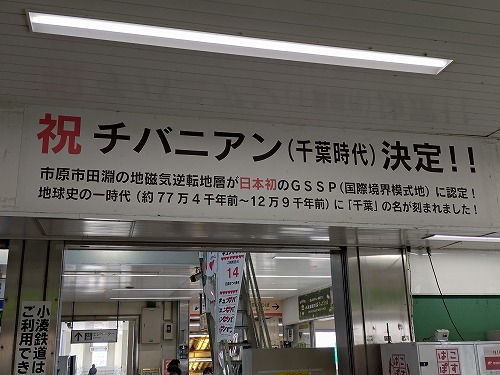 祝 チバニアン(千葉時代)決定!!
市原市田淵の地磁気逆転地層が日本初のGSSP(国際境界模式地)に認定!
地球史の一時代(約77万4千年前~12万9千年前)に「千葉」の名が刻まれました!
14
小湊鉄道は
ご利用でき
はこ
ぽす